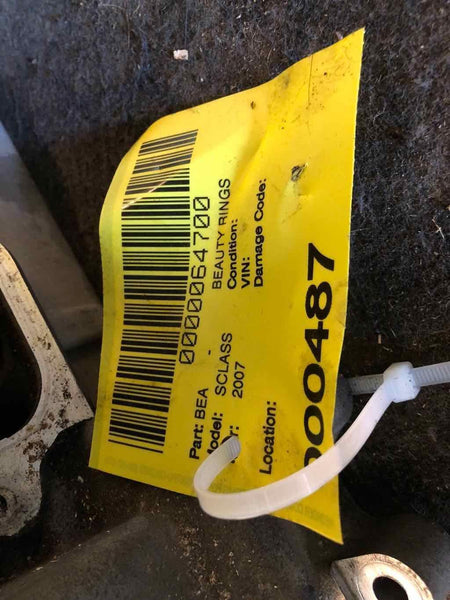 0000064700
Part: BEA - BEAUTY RINGS
Model: SCLASS Condition:
2007 VIN:
Damage Code:
Location:
000487